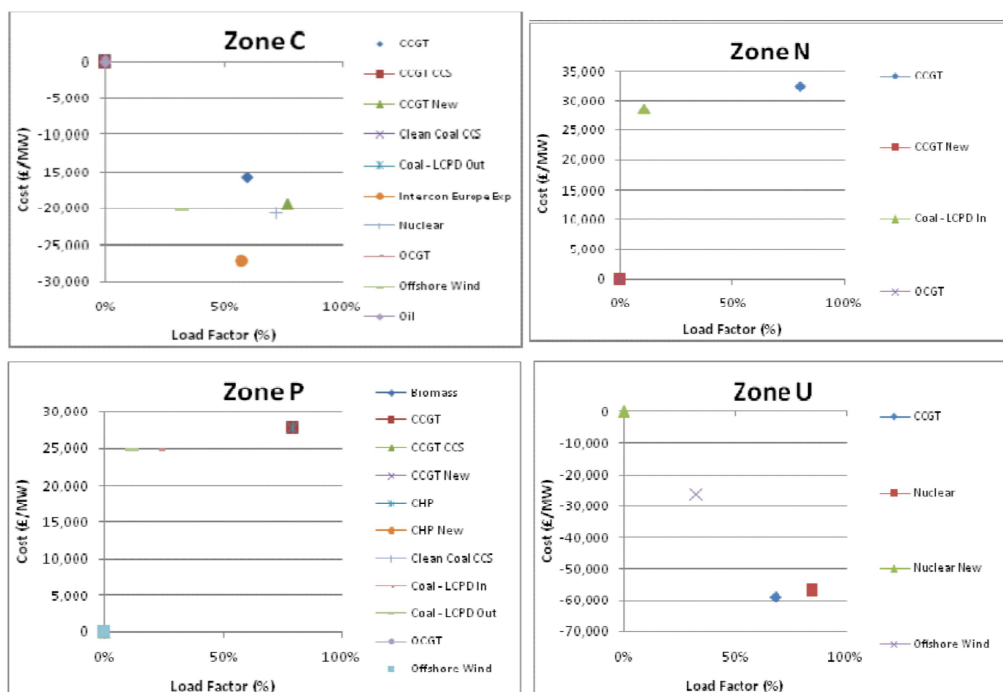 Zone C
0
-5,000
-10,000
-15,000
-20,000
-25,000
-30,000
0%
50%
100%
Cost (£/MW)
Load Factor (%)
CCGT
CCGT CCS
CCGT New
Clean Coal CCS
Coal - LCPD Out
Intercon Europe Exp
Nuclear
OCGT
Offshore Wind
Oil
Zone N
35,000
30,000
25,000
20,000
15,000
10,000
5,000
0
0%
50%
100%
Cost (£/MW)
Load Factor (%)
CCGT
CCGT New
Coal - LCPD In
OCGT
Zone P
30,000
25,000
20,000
15,000
10,000
5,000
0
0%
50%
100%
Cost (£/MW)
Load Factor (%)
Biomass
CCGT
CCGT CCS
CCGT New
CHP
CHP New
Clean Coal CCS
Coal - LCPD In
Coal - LCPD Out
OCGT
Offshore Wind
Zone U
0
-10,000
-20,000
-30,000
-40,000
-50,000
-60,000
-70,000
0%
50%
100%
Cost (£/MW)
Load Factor (%)
CCGT
Nuclear
Nuclear New
Offshore Wind